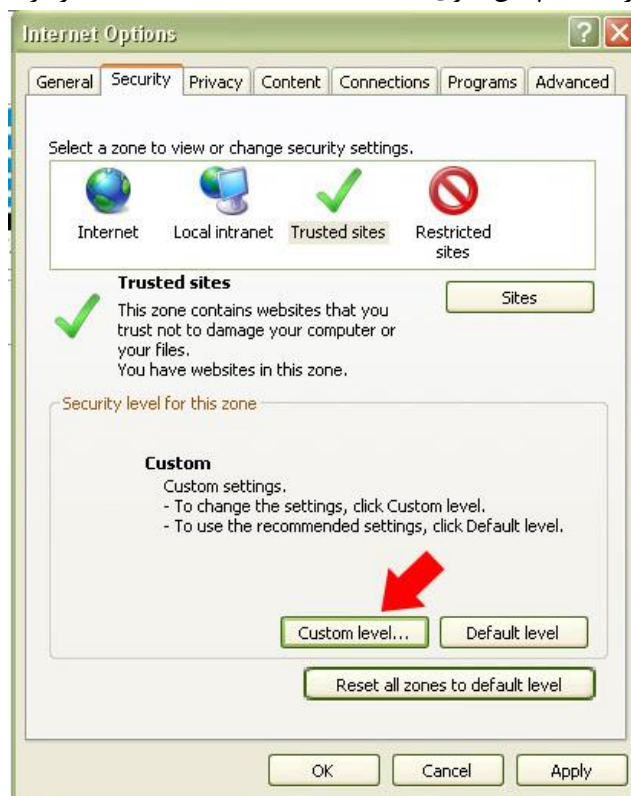 Internet Options
General Security Privacy Content Connections Programs Advanced
Select a zone to view or change security settings.
Internet Local intranet Trusted sites Restricted sites
Trusted sites
Sites
This zone contains websites that you
trust not to damage your computer or
your files.
You have websites in this zone.
Security level for this zone
Custom
Custom settings.
- To change the settings, click Custom level.
- To use the recommended settings, click Default level.
Custom level... Default level
Reset all zones to default level
OK Cancel Apply